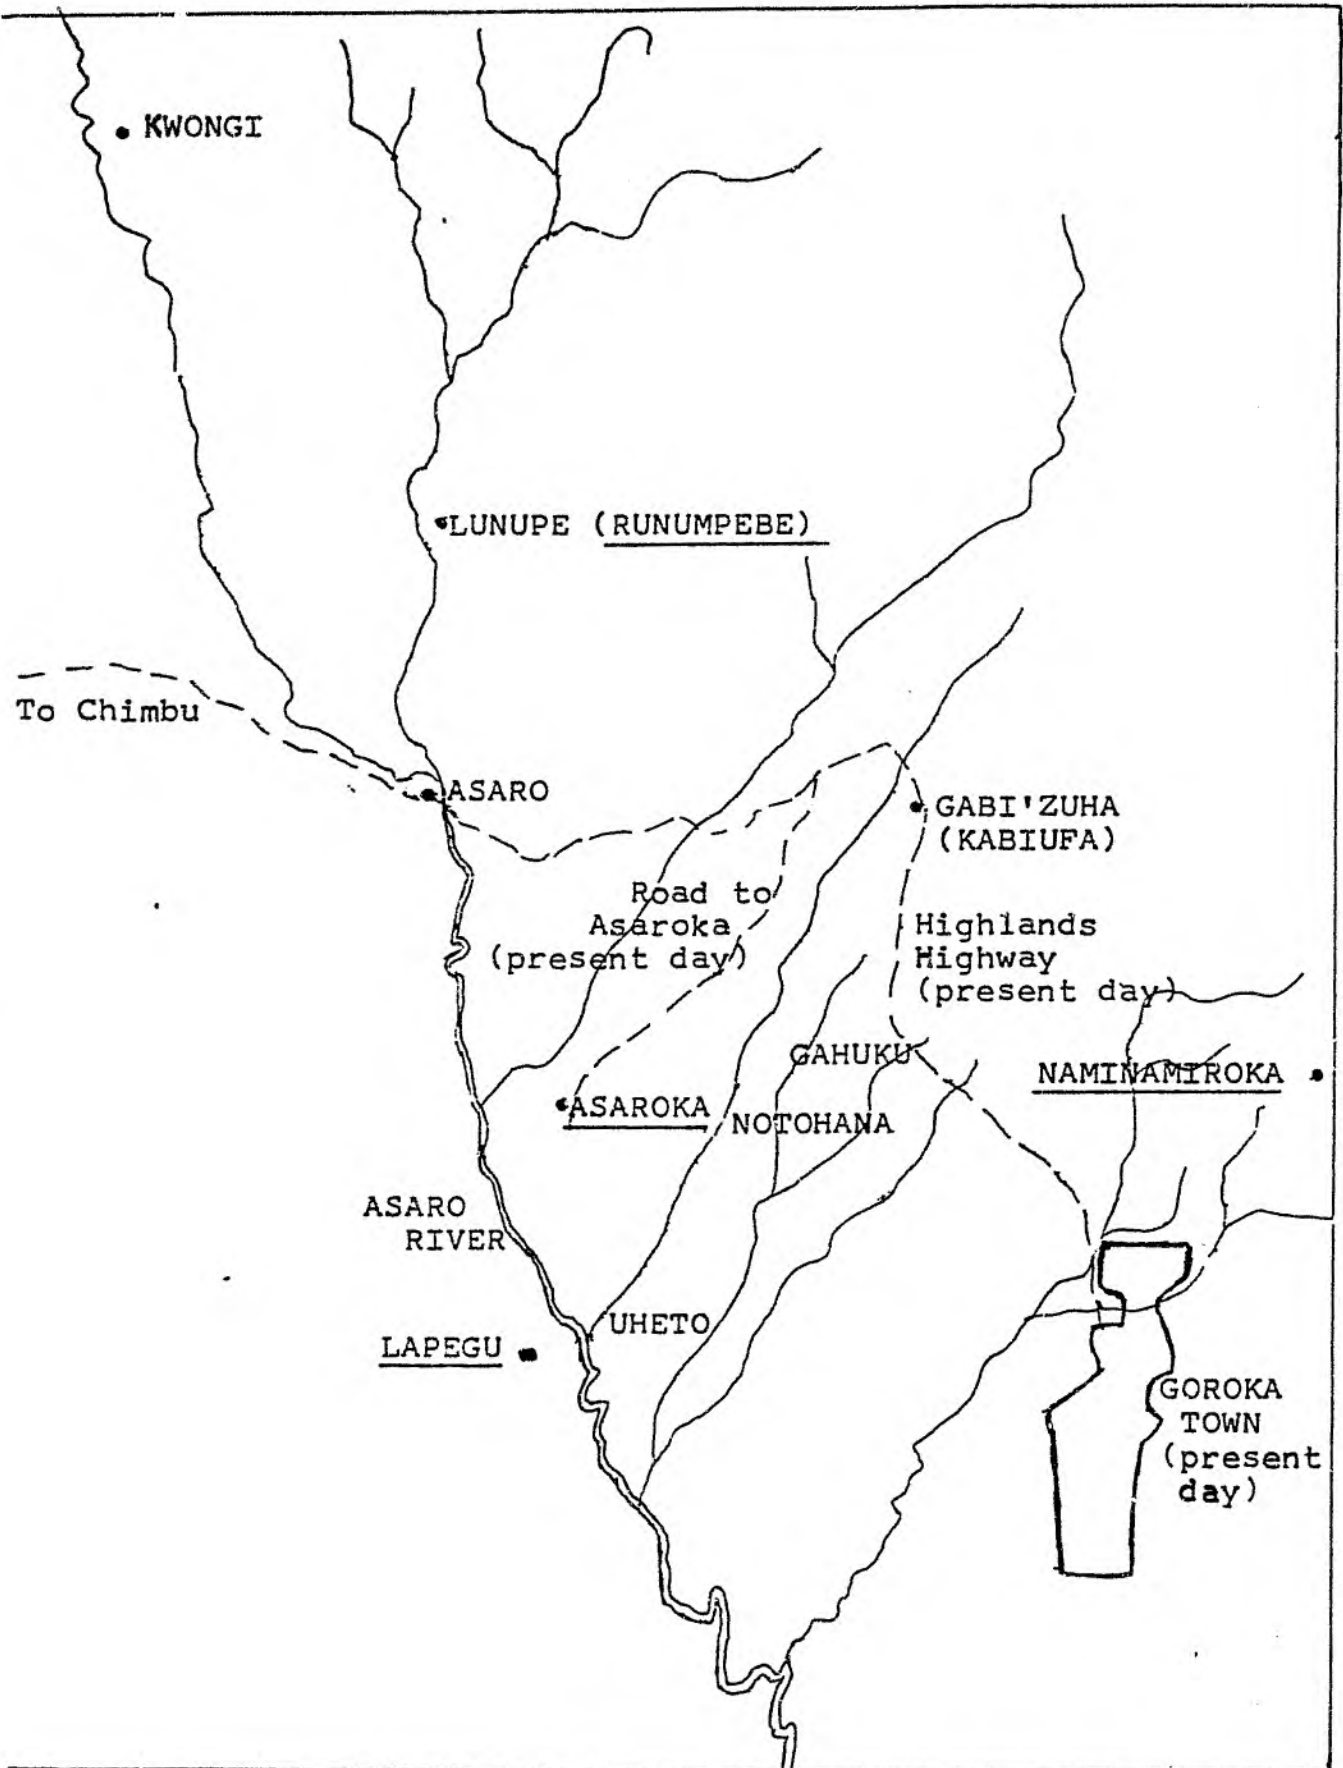 KWONGI
LUNUPE (RUNUMPEBE)
To Chimbu
ASARO
GABI'ZUHA
(KABIUFA)
Road to
Asaroka
(present day)
Highlands
Highway
(present day)
GAHUKU
NAMINAMIROKA
ASAROKA
NOTOHANA
ASARO
RIVER
UHETO
LAPEGU
GOROKA
TOWN
(present
day)